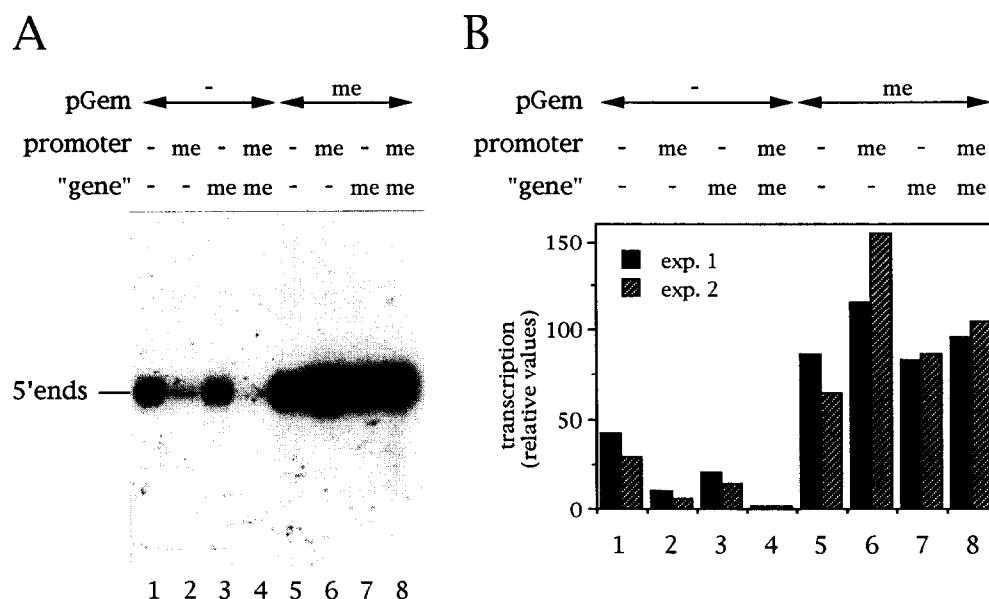 A
pGem - me
promoter - me - me - me - me
"gene" - - me me - - me me
5'ends
1 2 3 4 5 6 7 8
B
pGem - me
promoter - me - me - me - me
"gene" - - me me - - me me
150
100
50
0
exp. 1
exp. 2
transcription
(relative values)
1 2 3 4 5 6 7 8